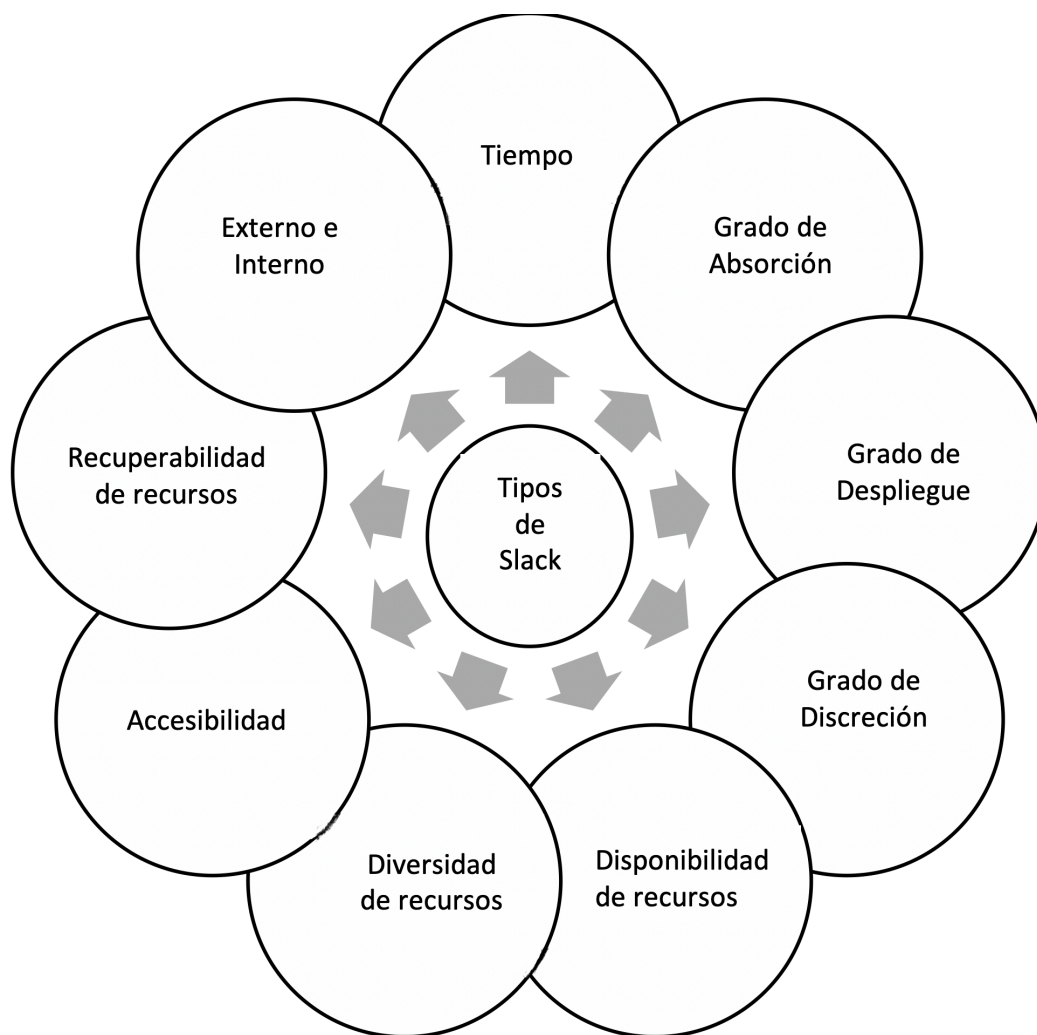 Tiempo
Grado de
Absorción
Grado de
Despliegue
Grado de
Discreción
Disponibilidad
de recursos
Diversidad
de recursos
Accesibilidad
Recuperabilidad
de recursos
Externo e
Interno
Tipos
de
Slack